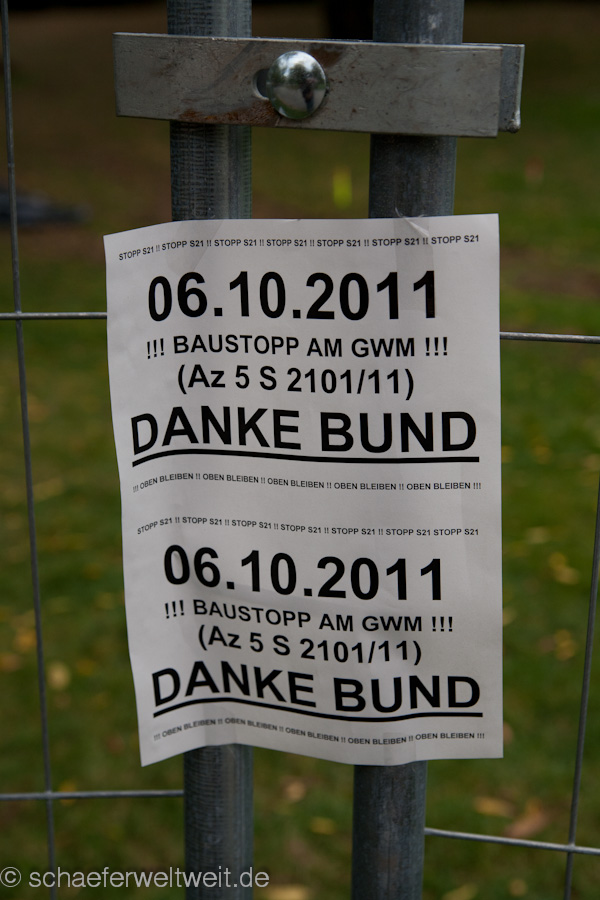 STOPP S21 !! STOPP S21 !! STOPP S21 !! STOPP S21 !! STOPP S21 !! STOPP S21 !! STOPP S21
06.10.2011
!!! BAUSTOPP AM GWM !!!
(Az 5 S 2101/11)
DANKE BUND
!!! OBEN BLEIBEN !! OBEN BLEIBEN !! OBEN BLEIBEN !! OBEN BLEIBEN !! OBEN BLEIBEN !!!
STOPP S21 !! STOPP S21 !! STOPP S21 !! STOPP S21 !! STOPP S21 !! STOPP S21 STOPP S21
06.10.2011
!!! BAUSTOPP AM GWM !!!
(Az 5 S 2101/11)
DANKE BUND
!!! OBEN BLEIBEN !! OBEN BLEIBEN !! OBEN BLEIBEN !! OBEN BLEIBEN !! OBEN BLEIBEN !!!
© schaeferweltweit.de